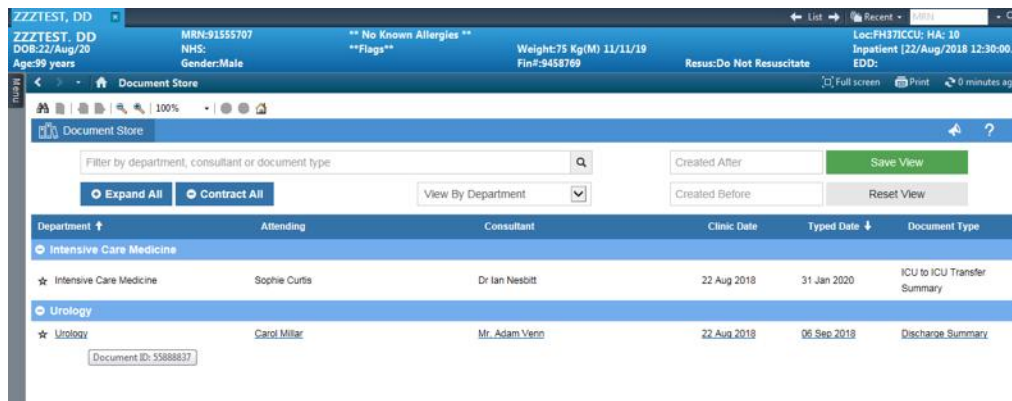 ZZZTEST, DD
List Recent MRN
ZZZTEST. DD MRN:91555707 ** No Known Allergies ** Loc:FH37ICCU; HA; 10
DOB:22/Aug/20 NHS: **Flags** Weight:75 Kg(M) 11/11/19 Inpatient [22/Aug/2018 12:30:00
Age:99 years Gender:Male Fin#:9458769 Resus:Do Not Resuscitate EDD:
Menu
Document Store Full screen Print 0 minutes ag
100%
Document Store ?
Filter by department, consultant or document type Created After Save View
Expand All Contract All View By Department Created Before Reset View
Department Attending Consultant Clinic Date Typed Date Document Type
Intensive Care Medicine
Intensive Care Medicine Sophie Curtis Dr Ian Nesbitt 22 Aug 2018 31 Jan 2020 ICU to ICU Transfer
Summary
Urology
Urology Carol Millar Mr. Adam Venn 22 Aug 2018 06 Sep 2018 Discharge Summary
Document ID: 55888837